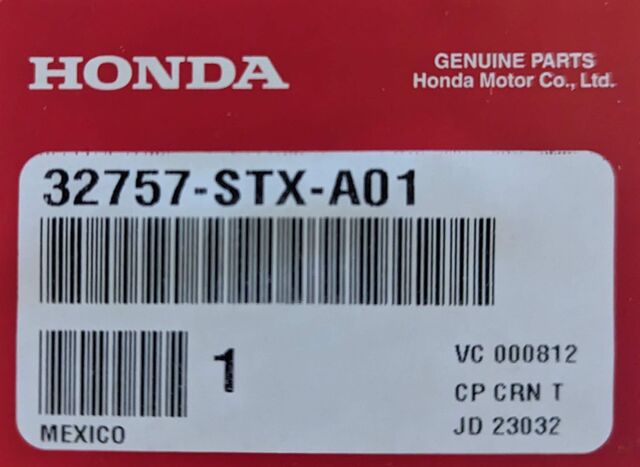 HONDA
GENUINE PARTS
Honda Motor Co., Ltd.
32757-STX-A01
1
VC 000812
CP CRN T
JD 23032
MEXICO